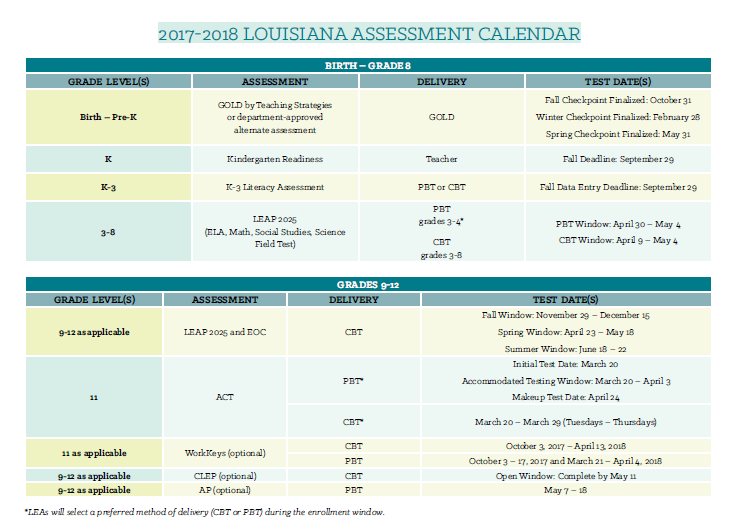 2017-2018 LOUISIANA ASSESSMENT CALENDAR
BIRTH – GRADE 8
GRADE LEVEL(S) ASSESSMENT DELIVERY TEST DATE(S)
Birth – Pre-K
GOLD by Teaching Strategies
or department-approved
alternate assessment
GOLD
Fall Checkpoint Finalized: October 31
Winter Checkpoint Finalized: February 28
Spring Checkpoint Finalized: May 31
K Kindergarten Readiness Teacher Fall Deadline: September 29
K-3 K-3 Literacy Assessment PBT or CBT Fall Data Entry Deadline: September 29
3-8
LEAP 2025
(ELA, Math, Social Studies, Science
Field Test)
PBT
grades 3-4*
CBT
grades 3-8
PBT Window: April 30 – May 4
CBT Window: April 9 – May 4
GRADES 9-12
GRADE LEVEL(S) ASSESSMENT DELIVERY TEST DATE(S)
9-12 as applicable
LEAP 2025 and EOC
CBT
Fall Window: November 29 – December 15
Spring Window: April 23 – May 18
Summer Window: June 18 – 22
11
ACT
PBT*
Initial Test Date: March 20
Accommodated Testing Window: March 20 – April 3
Makeup Test Date: April 24
CBT* March 20 – March 29 (Tuesdays – Thursdays)
11 as applicable
WorkKeys (optional)
CBT October 3, 2017 – April 13, 2018
PBT October 3 – 17, 2017 and March 21 – April 4, 2018
9-12 as applicable CLEP (optional) CBT Open Window: Complete by May 11
9-12 as applicable AP (optional) PBT May 7 – 18
*LEAs will select a preferred method of delivery (CBT or PBT) during the enrollment window.